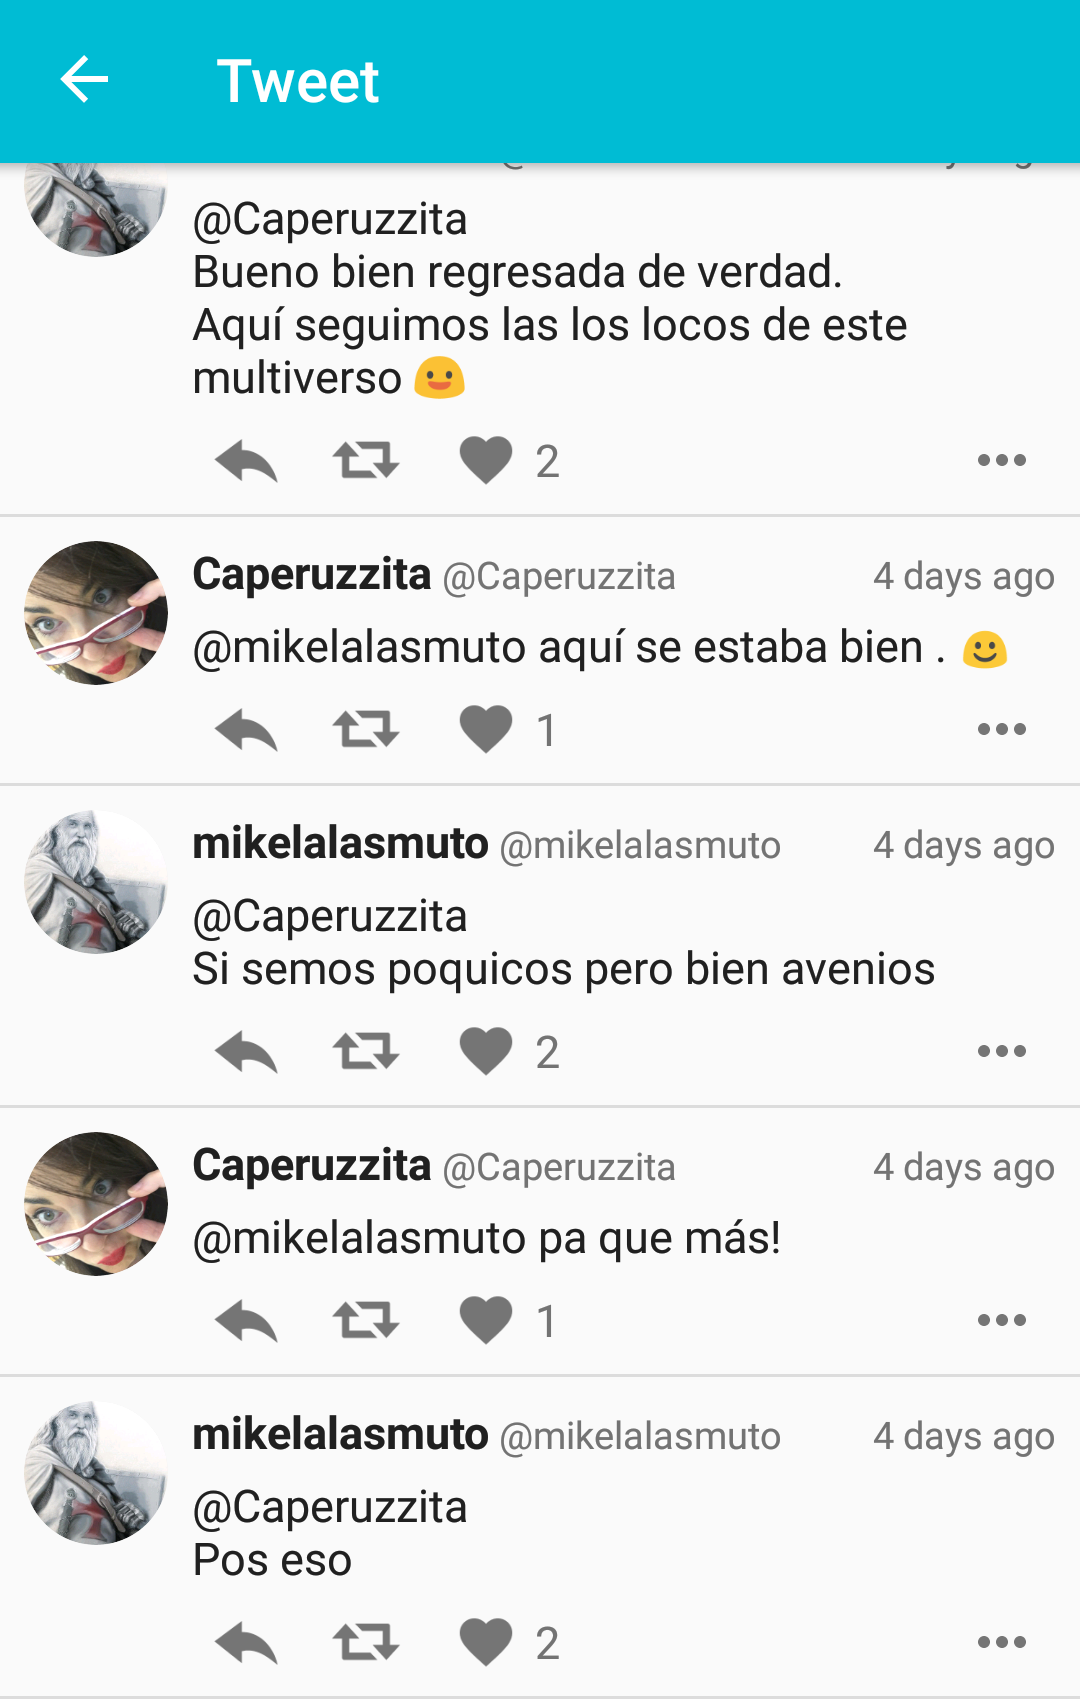 Tweet
@Caperuzzita
Bueno bien regresada de verdad.
Aquí seguimos las los locos de este
multiverso
2
Caperuzzita @Caperuzzita 4 days ago
@mikelalasmuto aquí se estaba bien .
1
mikelalasmuto @mikelalasmuto 4 days ago
@Caperuzzita
Si semos poquicos pero bien avenios
2
Caperuzzita @Caperuzzita 4 days ago
@mikelalasmuto pa que más!
1
mikelalasmuto @mikelalasmuto 4 days ago
@Caperuzzita
Pos eso
2